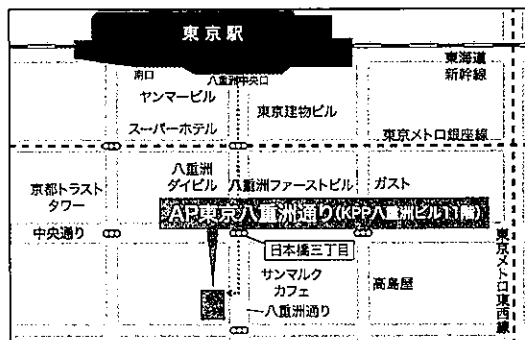 東京駅
南口
八重洲中央口
東海道
新幹線
ヤンマービル
東京建物ビル
スーパーホテル
東京メトロ銀座線
八重洲
ダイビル
八重洲ファーストビル
ガスト
京都トラスト
タワー
AP東京八重洲通り(KPP八重洲ビル11階)
中央通り
日本橋三丁目
東京メトロ東西線
サンマルク
カフェ
高島屋
八重洲通り